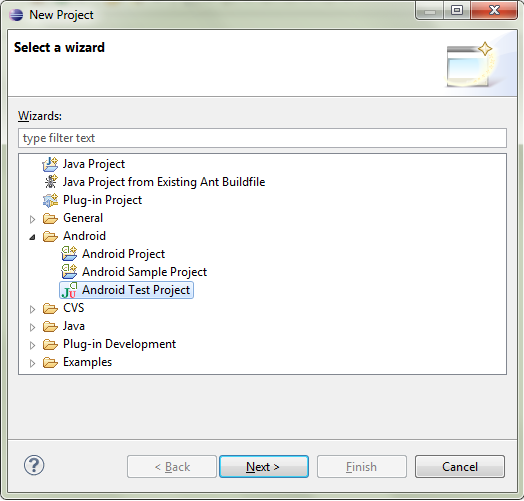 New Project
Select a wizard
Wizards:
type filter text
Java Project
Java Project from Existing Ant Buildfile
Plug-in Project
General
Android
Android Project
Android Sample Project
Android Test Project
CVS
Java
Plug-in Development
Examples
? < Back Next > Finish Cancel